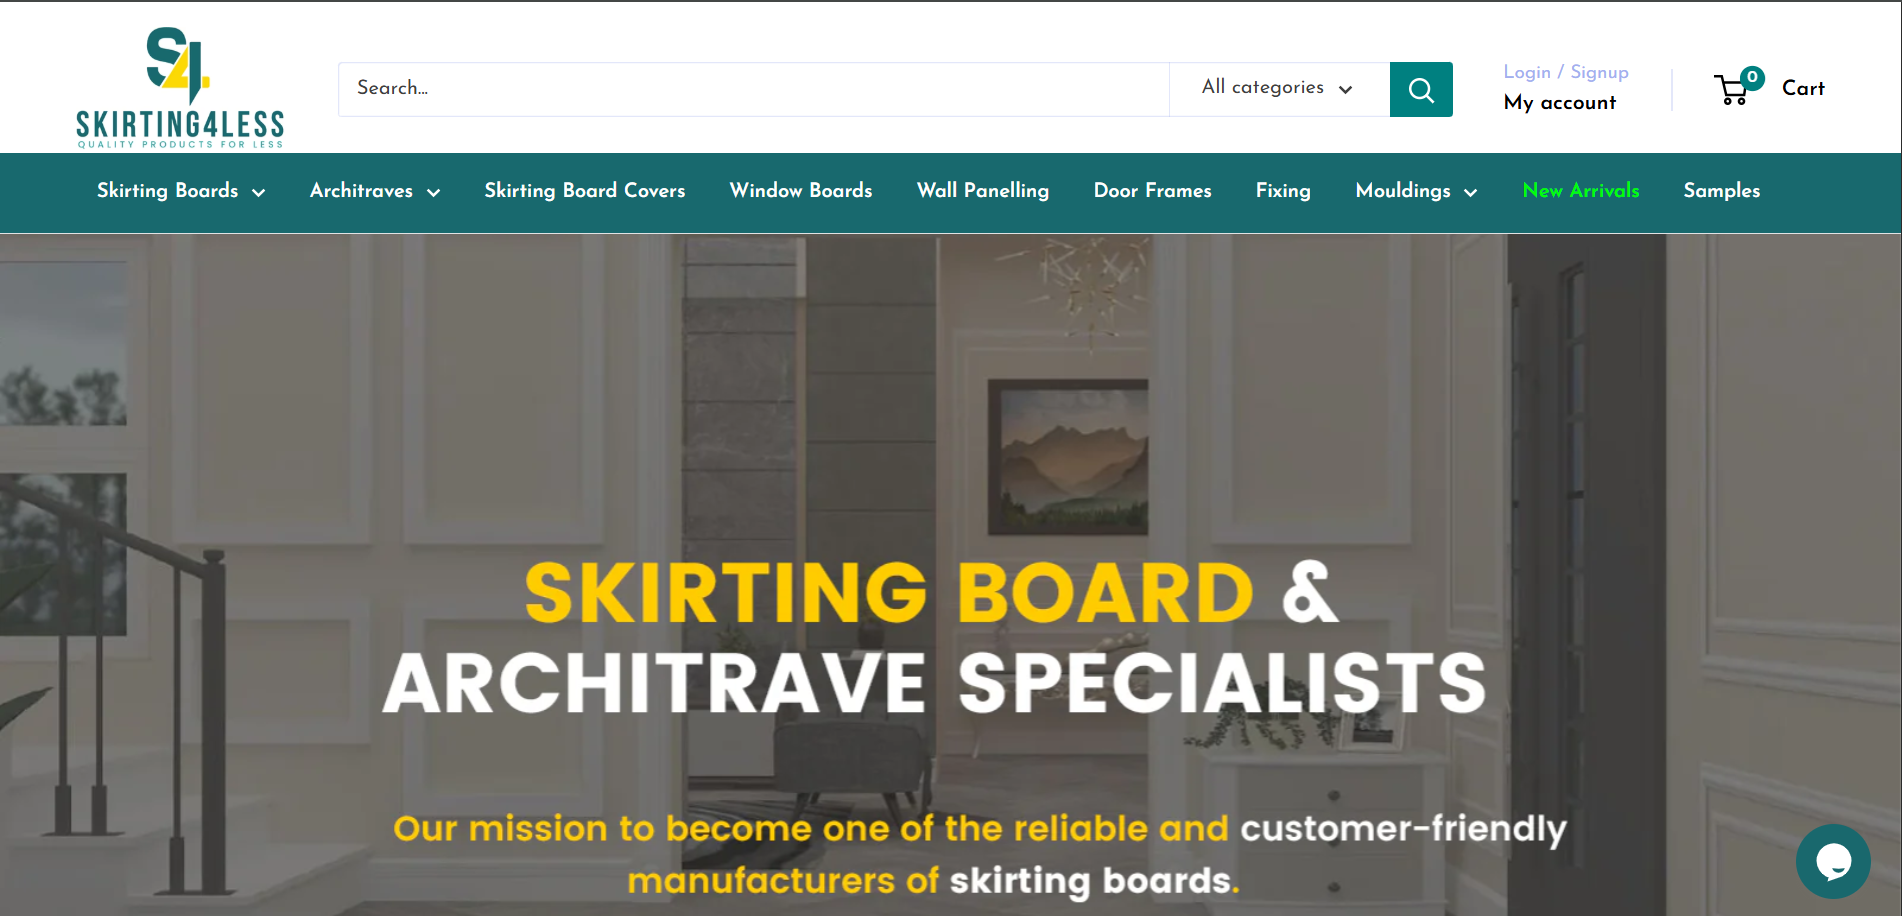 S4L
SKIRTING4LESS
QUALITY PRODUCTS FOR LESS
Search...
All categories
Login / Signup
My account
0
Cart
Skirting Boards
Architraves
Skirting Board Covers
Window Boards
Wall Panelling
Door Frames
Fixing
Mouldings
New Arrivals
Samples
SKIRTING BOARD &
ARCHITRAVE SPECIALISTS
Our mission to become one of the reliable and customer-friendly
manufacturers of skirting boards.